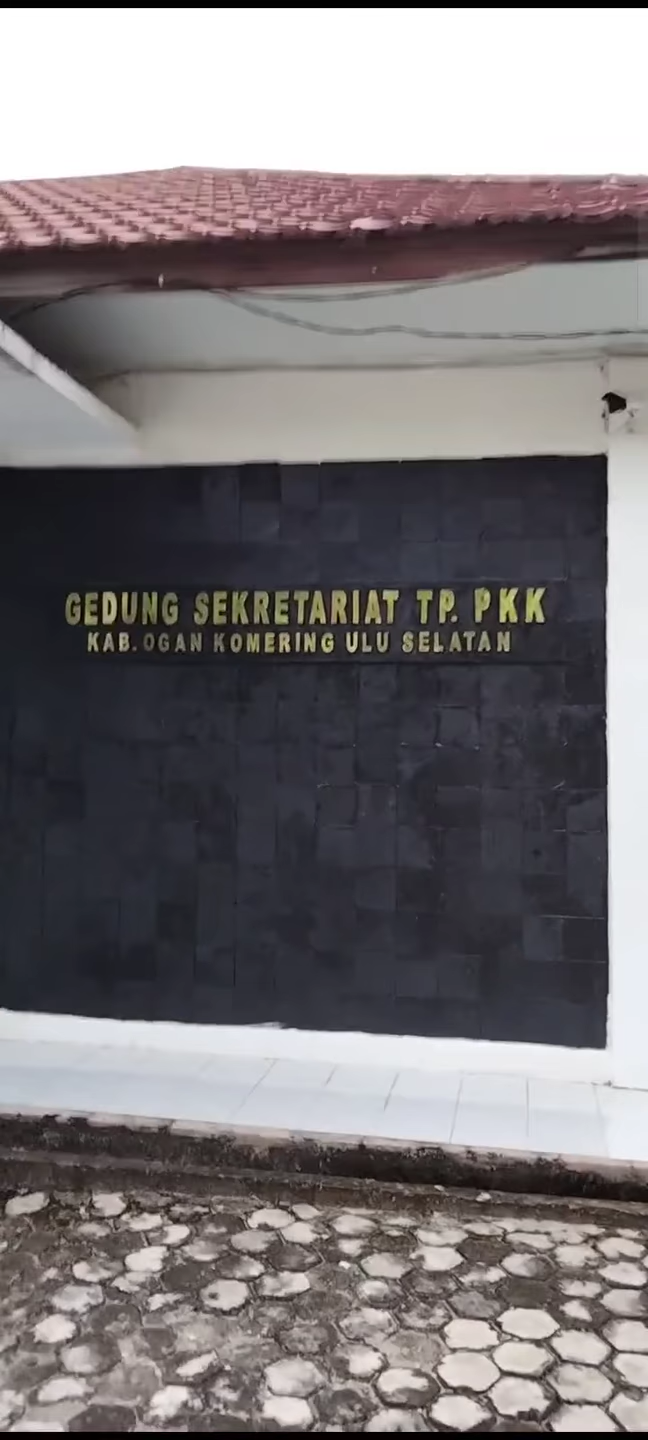 GEDUNG SEKRETARIAT TP. PKK
KAB. OGAN KOMERING ULU SELATAN